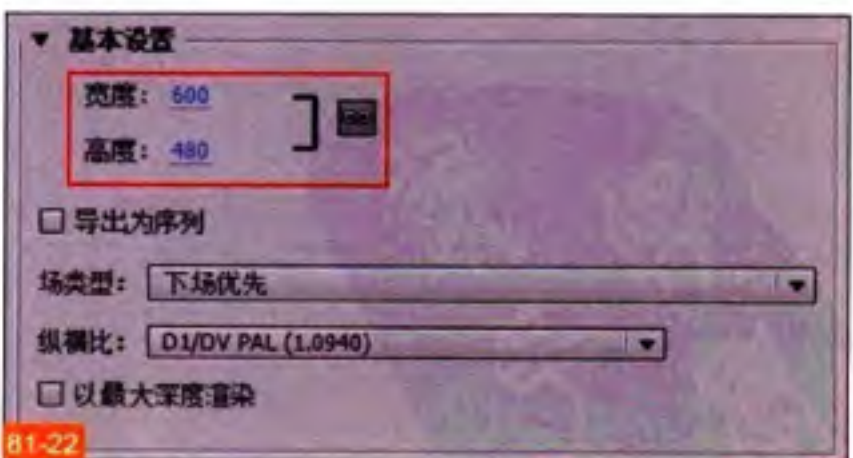 基本设置
宽度: 600
高度: 480
导出为序列
场类型: 下场优先
纵横比: D1/DV PAL (1.0940)
以最大深度渲染
81-22